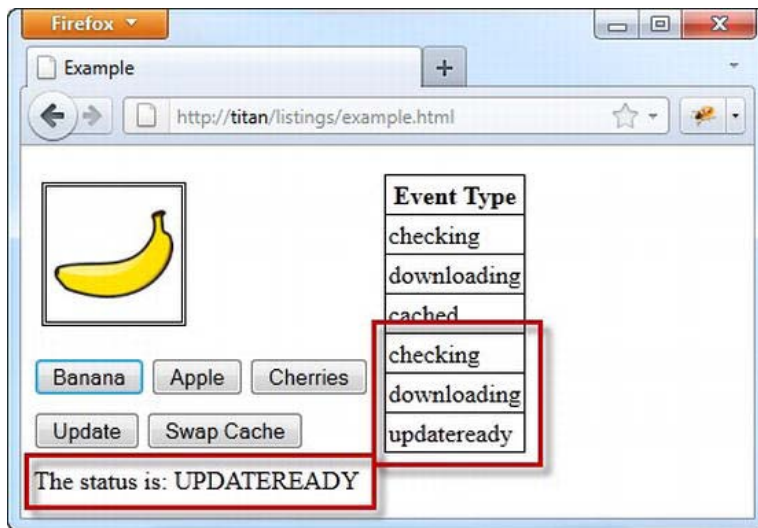 Firefox
Example
http://titan/listings/example.html
Event Type
checking
downloading
cached
checking
downloading
updateready
Banana Apple Cherries
Update Swap Cache
The status is: UPDATEREADY